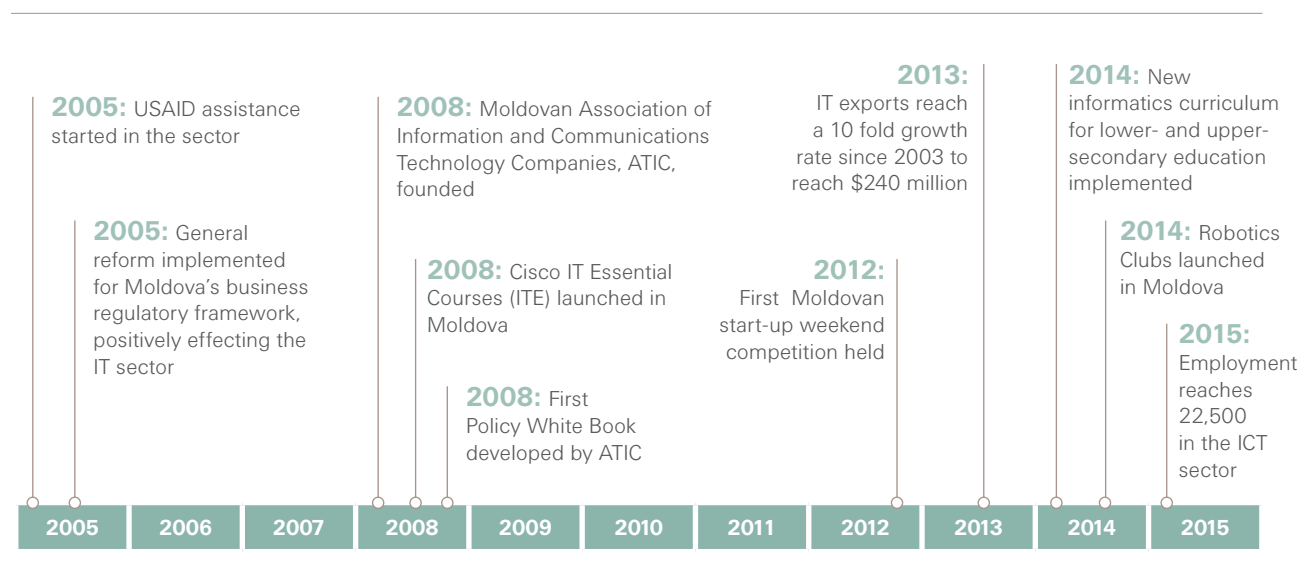 2005: USAID assistance
started in the sector
2005: General
reform implemented
for Moldova's business
regulatory framework,
positively effecting the
IT sector
2008: Moldovan Association of
Information and Communications
Technology Companies, ATIC,
founded
2008: Cisco IT Essential
Courses (ITE) launched in
Moldova
2008: First
Policy White Book
developed by ATIC
2012:
First Moldovan
start-up weekend
competition held
2013:
IT exports reach
a 10 fold growth
rate since 2003 to
reach $240 million
2014: New
informatics curriculum
for lower- and upper-
secondary education
implemented
2014: Robotics
Clubs launched
in Moldova
2015:
Employment
reaches
22,500
in the ICT
sector
2005 2006 2007 2008 2009 2010 2011 2012 2013 2014 2015